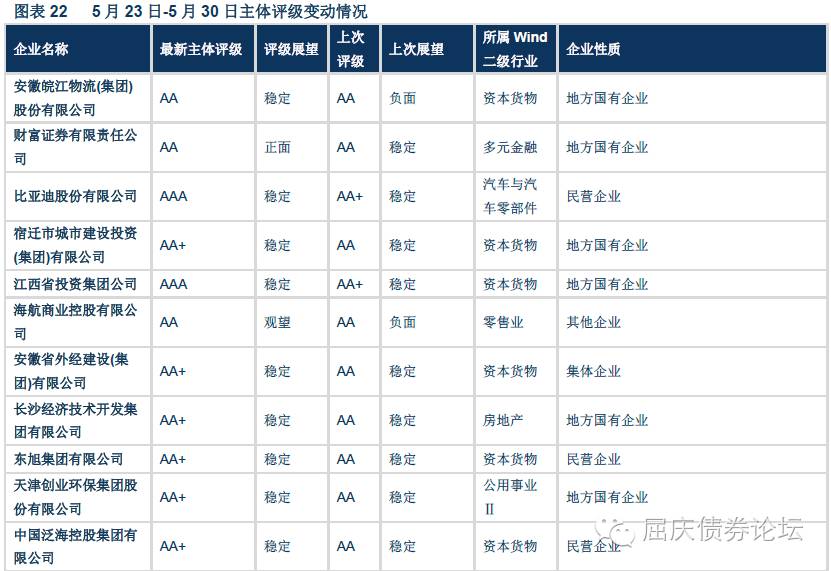 图表 22 5 月 23 日-5 月 30 日主体评级变动情况
企业名称 最新主体评级 评级展望 上次评级 上次展望 所属 Wind 二级行业 企业性质
安徽皖江物流(集团)股份有限公司 AA 稳定 AA 负面 资本货物 地方国有企业
财富证券有限责任公司 AA 正面 AA 稳定 多元金融 地方国有企业
比亚迪股份有限公司 AAA 稳定 AA+ 稳定 汽车与汽车零部件 民营企业
宿迁市城市建设投资(集团)有限公司 AA+ 稳定 AA 稳定 资本货物 地方国有企业
江西省投资集团公司 AAA 稳定 AA+ 稳定 资本货物 地方国有企业
海航商业控股有限公司 AA 观望 AA 负面 零售业 其他企业
安徽省外经建设(集团)有限公司 AA+ 稳定 AA 稳定 资本货物 集体企业
长沙经济技术开发集团有限公司 AA+ 稳定 AA 稳定 房地产 地方国有企业
东旭集团有限公司 AA+ 稳定 AA 稳定 资本货物 民营企业
天津创业环保集团股份有限公司 AA+ 稳定 AA 稳定 公用事业 II 地方国有企业
中国泛海控股集团有限公司 AA+ 稳定 AA 稳定 资本货物 民营企业
屈庆债券论坛